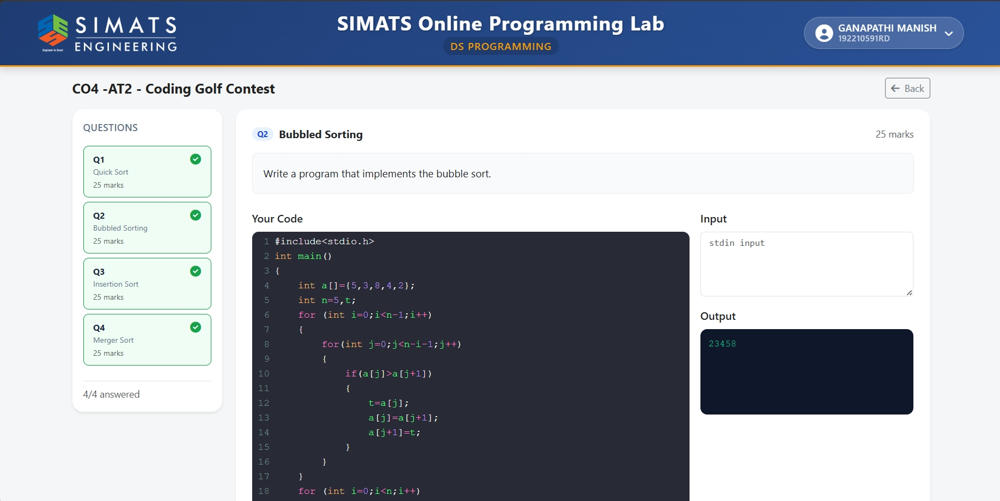 SIMATS
ENGINEERING
Engineer to Excel
SIMATS Online Programming Lab
DS PROGRAMMING
GANAPATHI MANISH
192210591RD
CO4 -AT2 - Coding Golf Contest
Back
QUESTIONS
Q1
Quick Sort
25 marks
Q2
Bubbled Sorting
25 marks
Q3
Insertion Sort
25 marks
Q4
Merger Sort
25 marks
4/4 answered
Q2 Bubbled Sorting
25 marks
Write a program that implements the bubble sort.
Your Code
1 #include<stdio.h>
2 int main()
3 {
4     int a[]={5,3,8,4,2};
5     int n=5,t;
6     for (int i=0;i<n-1;i++)
7     {
8         for(int j=0;j<n-i-1;j++)
9         {
10             if(a[j]>a[j+1])
11             {
12                 t=a[j];
13                 a[j]=a[j+1];
14                 a[j+1]=t;
15             }
16         }
17     }
18     for (int i=0;i<n;i++)
Input
stdin input
Output
23458